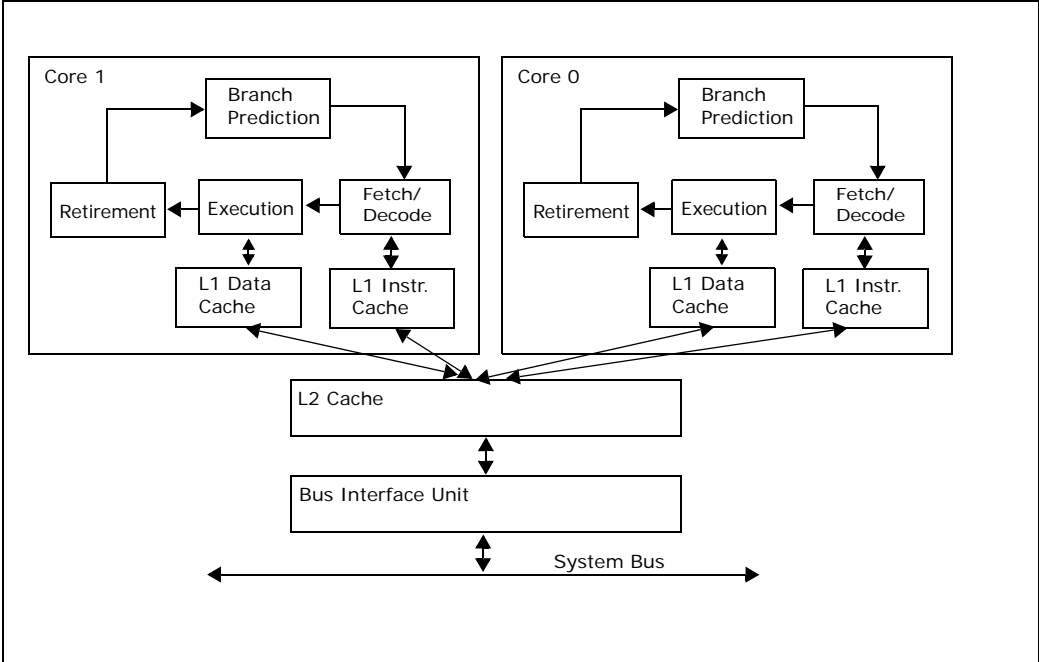 Core 1
Branch
Prediction
Retirement
Execution
Fetch/
Decode
L1 Data
Cache
L1 Instr.
Cache
Core 0
Branch
Prediction
Retirement
Execution
Fetch/
Decode
L1 Data
Cache
L1 Instr.
Cache
L2 Cache
Bus Interface Unit
System Bus